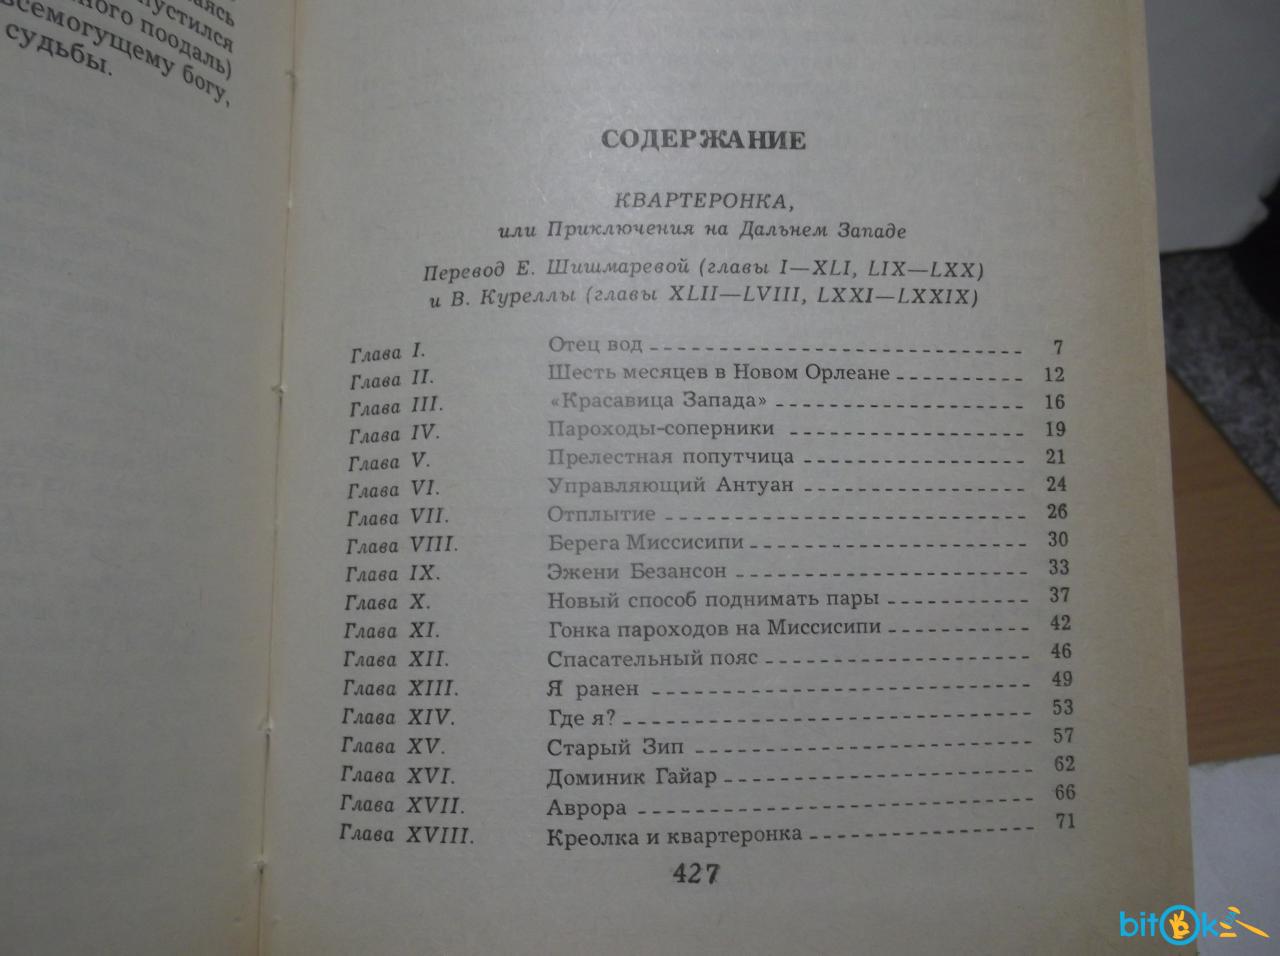 пустился
ного поодаль)
всемогущему богу,
судьбы.
СОДЕРЖАНИЕ
КВАРТЕРОНКА,
или Приключения на Дальнем Западе
Перевод Е. Шишмаревой (главы I—XLI, LIX—LXX)
и В. Куреллы (главы XLII—LVIII, LXXI—LXXIX)
Глава I. Отец вод 7
Глава II. Шесть месяцев в Новом Орлеане 12
Глава III. «Красавица Запада» 16
Глава IV. Пароходы-соперники 19
Глава V. Прелестная попутчица 21
Глава VI. Управляющий Антуан 24
Глава VII. Отплытие 26
Глава VIII. Берега Миссисипи 30
Глава IX. Эжени Безансон 33
Глава X. Новый способ поднимать пары 37
Глава XI. Гонка пароходов на Миссисипи 42
Глава XII. Спасательный пояс 46
Глава XIII. Я ранен 49
Глава XIV. Где я? 53
Глава XV. Старый Зип 57
Глава XVI. Доминик Гайар 62
Глава XVII. Аврора 66
Глава XVIII. Креолка и квартеронка 71
427
bitOk